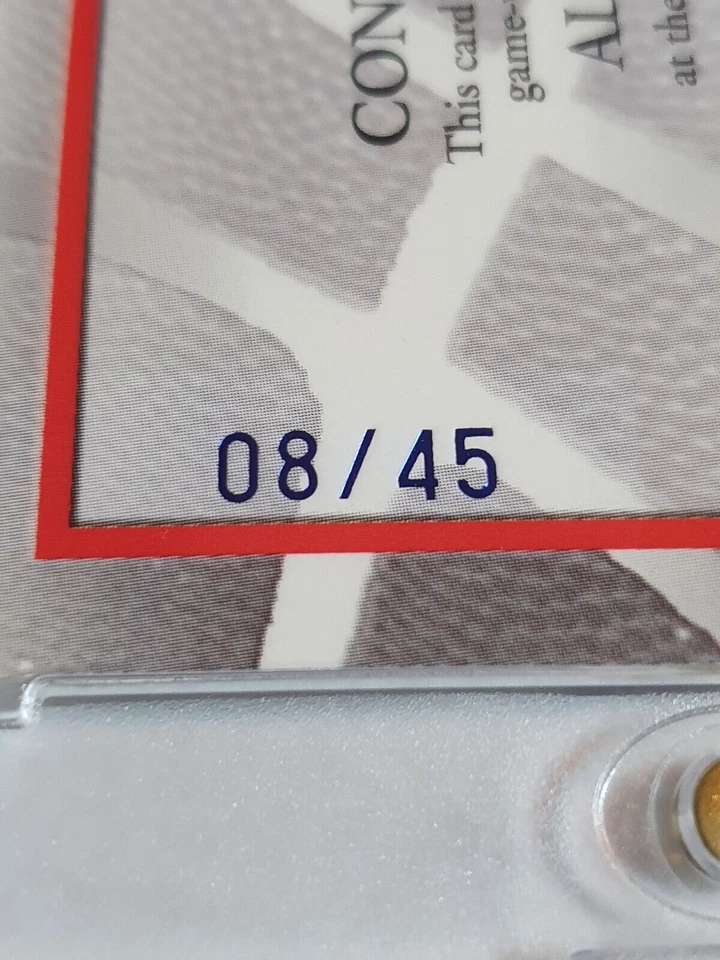 CON
This card
game-
AL
at the
08/45